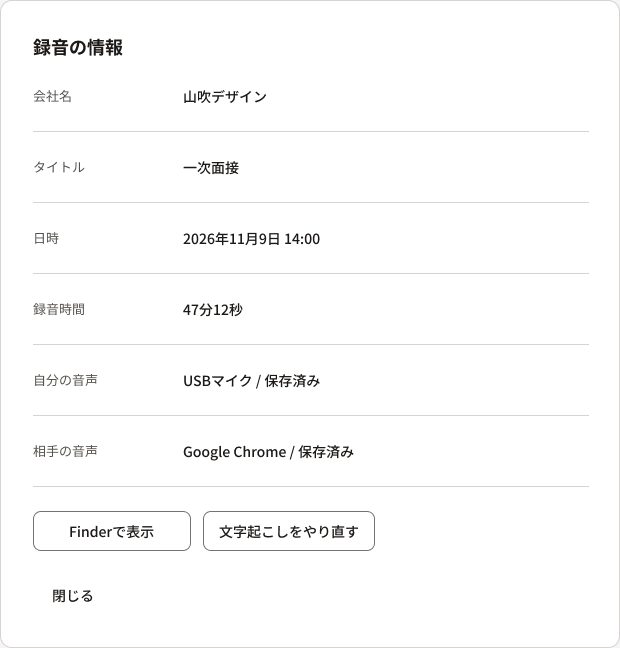 録音の情報
会社名 山吹デザイン
タイトル 一次面接
日時 2026年11月9日 14:00
録音時間 47分12秒
自分の音声 USBマイク / 保存済み
相手の音声 Google Chrome / 保存済み
Finderで表示 文字起こしをやり直す
閉じる